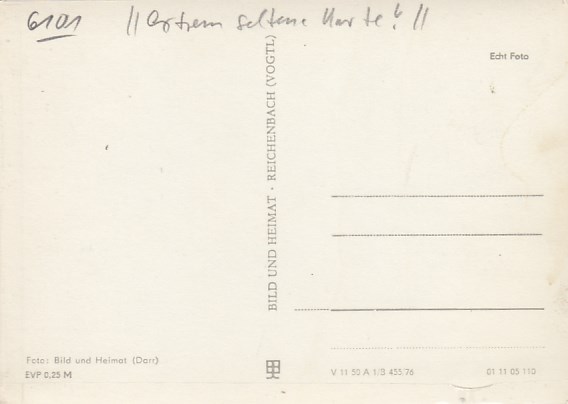 6101 // Extrem seltene Karte! //
Echt Foto
BILD UND HEIMAT · REICHENBACH (VOGTL)
Foto: Bild und Heimat (Darr)
EVP 0,25 M
V 11 50 A 1/B 455/76 01 11 05 110